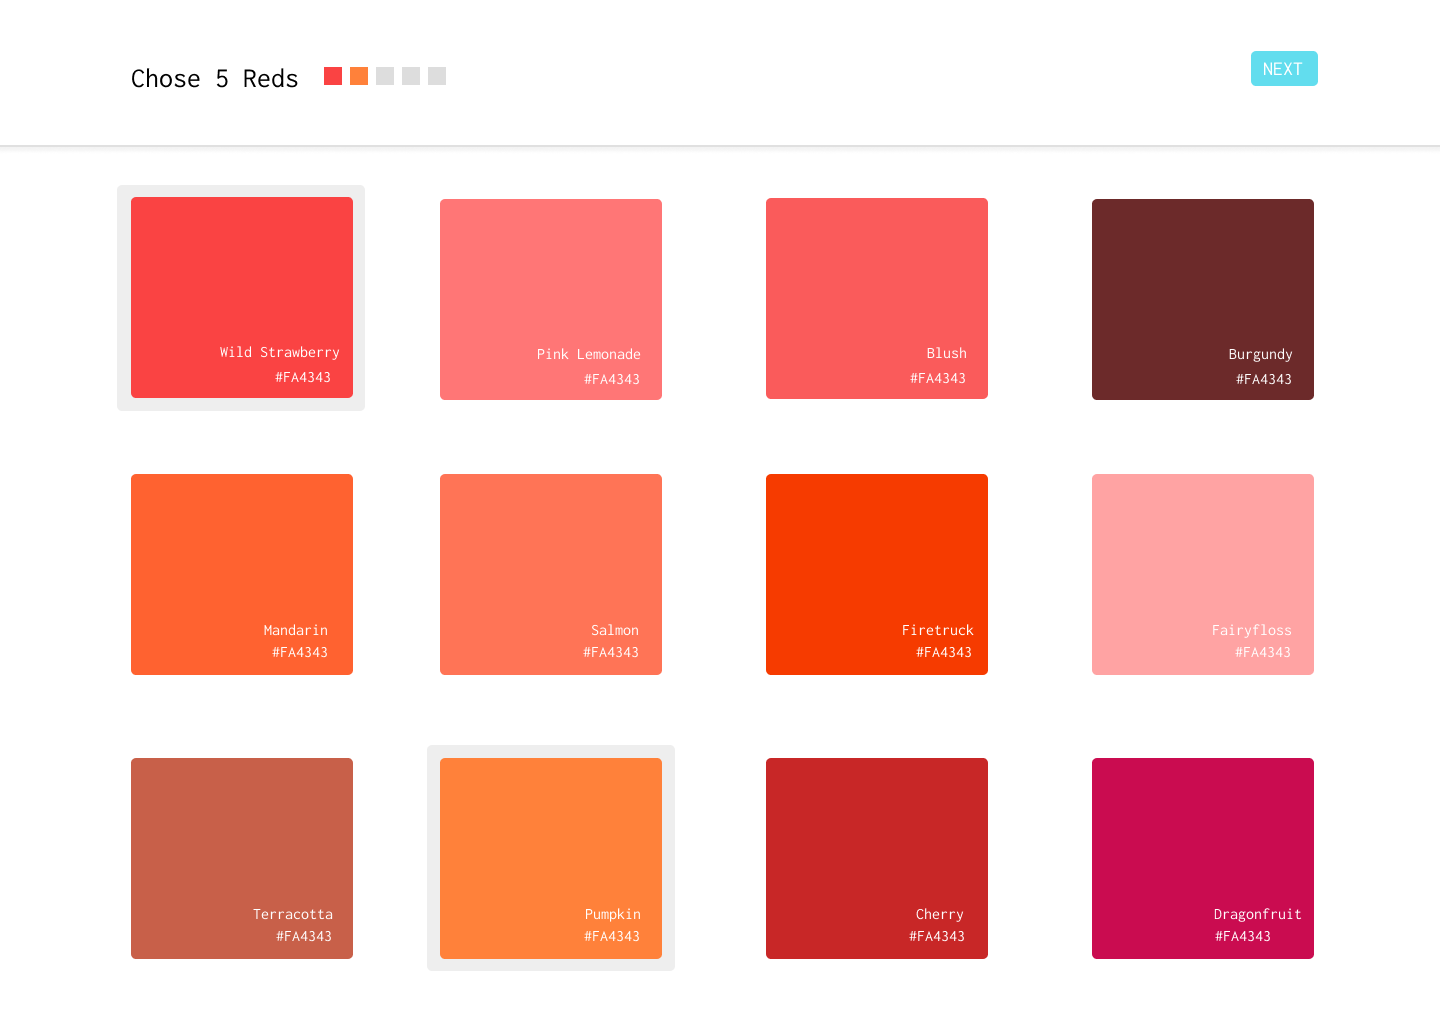 Chose 5 Reds
NEXT
Wild Strawberry
#FA4343
Pink Lemonade
#FA4343
Blush
#FA4343
Burgundy
#FA4343
Mandarin
#FA4343
Salmon
#FA4343
Firetruck
#FA4343
Fairyfloss
#FA4343
Terracotta
#FA4343
Pumpkin
#FA4343
Cherry
#FA4343
Dragonfruit
#FA4343